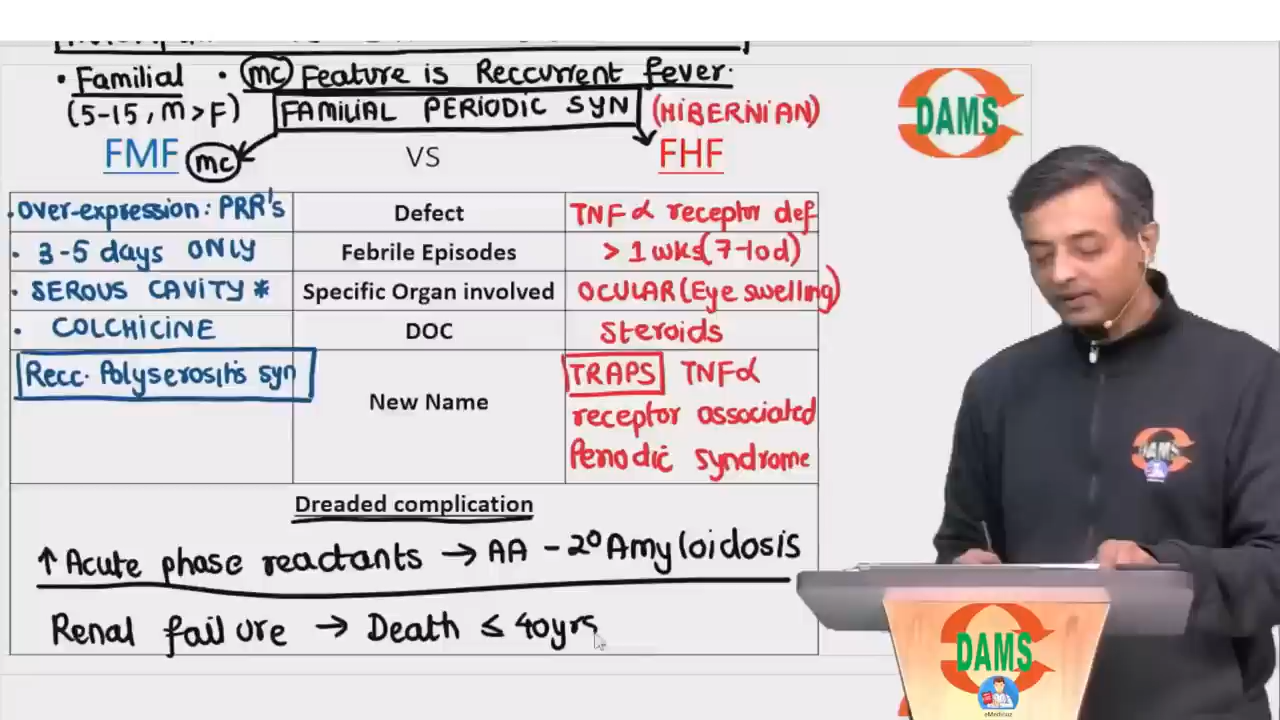 • Familial • mc Feature is Reccurrent fever.
(5-15, M>F) FAMILIAL PERIODIC SYN (HIBERNIAN)
FMF mc VS FHF
• Over-expression: PRR's Defect TNF α receptor def
• 3-5 days ONLY Febrile Episodes > 1 wks (7-10d)
• SEROUS CAVITY * Specific Organ involved OCULAR (Eye swelling)
• COLCHICINE DOC Steroids
Recc. Polyserositis syn New Name TRAPS TNFα
receptor associated
Periodic syndrome
Dreaded complication
↑ Acute phase reactants → AA - 2° Amyloidosis
Renal failure → Death ≤ 40yrs
DAMS
DAMS
DAMS
eMedicoz